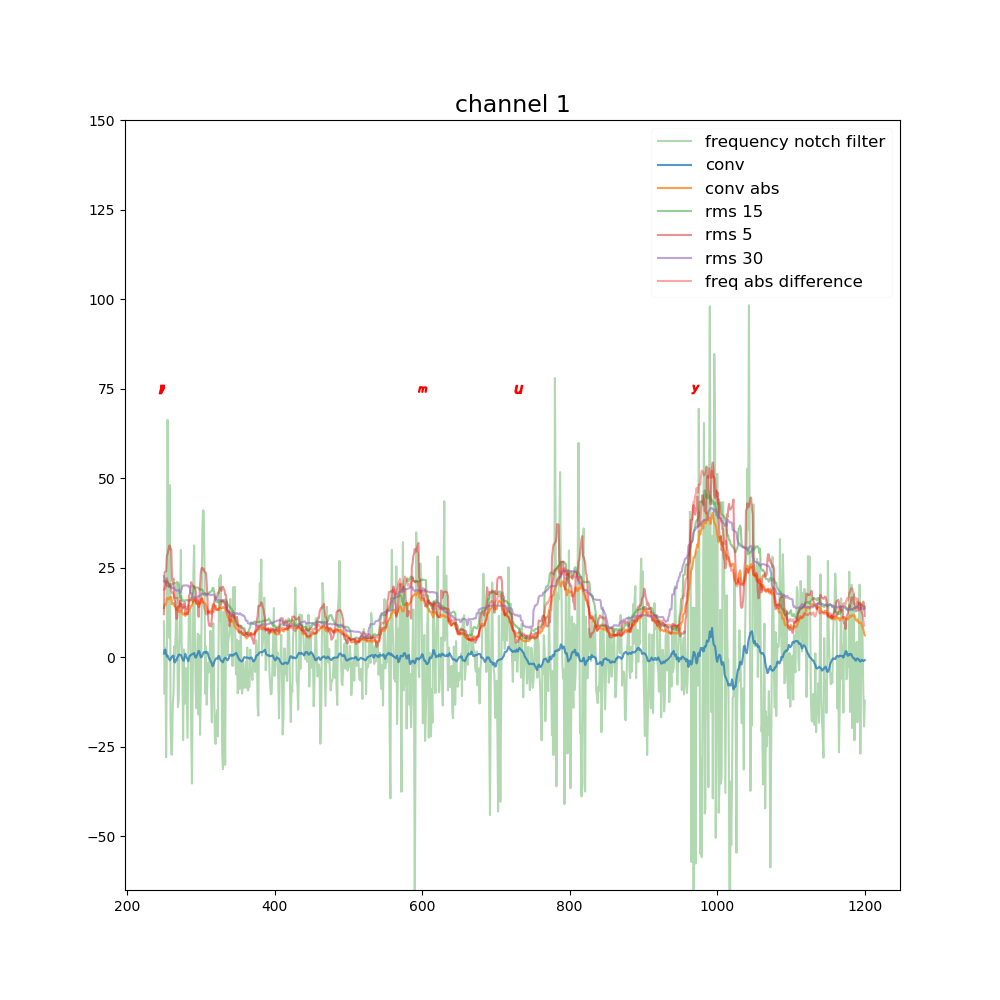 channel 1
150
125
100
75
50
25
0
−25
−50
frequency notch filter
conv
conv abs
rms 15
rms 5
rms 30
freq abs difference
m u y
200 400 600 800 1000 1200